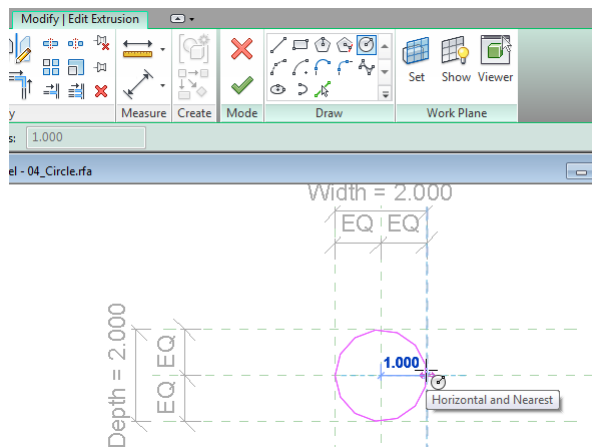 Modify | Edit Extrusion
Set Show Viewer
Measure Create Mode Draw Work Plane
1.000
04_Circle.rfa
Width = 2.000
EQ EQ
Depth = 2.000
EQ EQ
1.000
Horizontal and Nearest